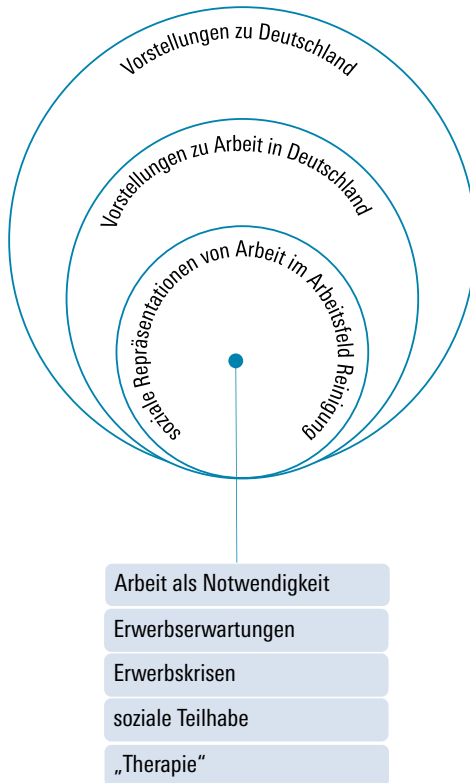 Vorstellungen zu Deutschland
Vorstellungen zu Arbeit in Deutschland
soziale Repräsentationen von Arbeit im Arbeitsfeld Reinigung
Arbeit als Notwendigkeit
Erwerbserwartungen
Erwerbskrisen
soziale Teilhabe
„Therapie“